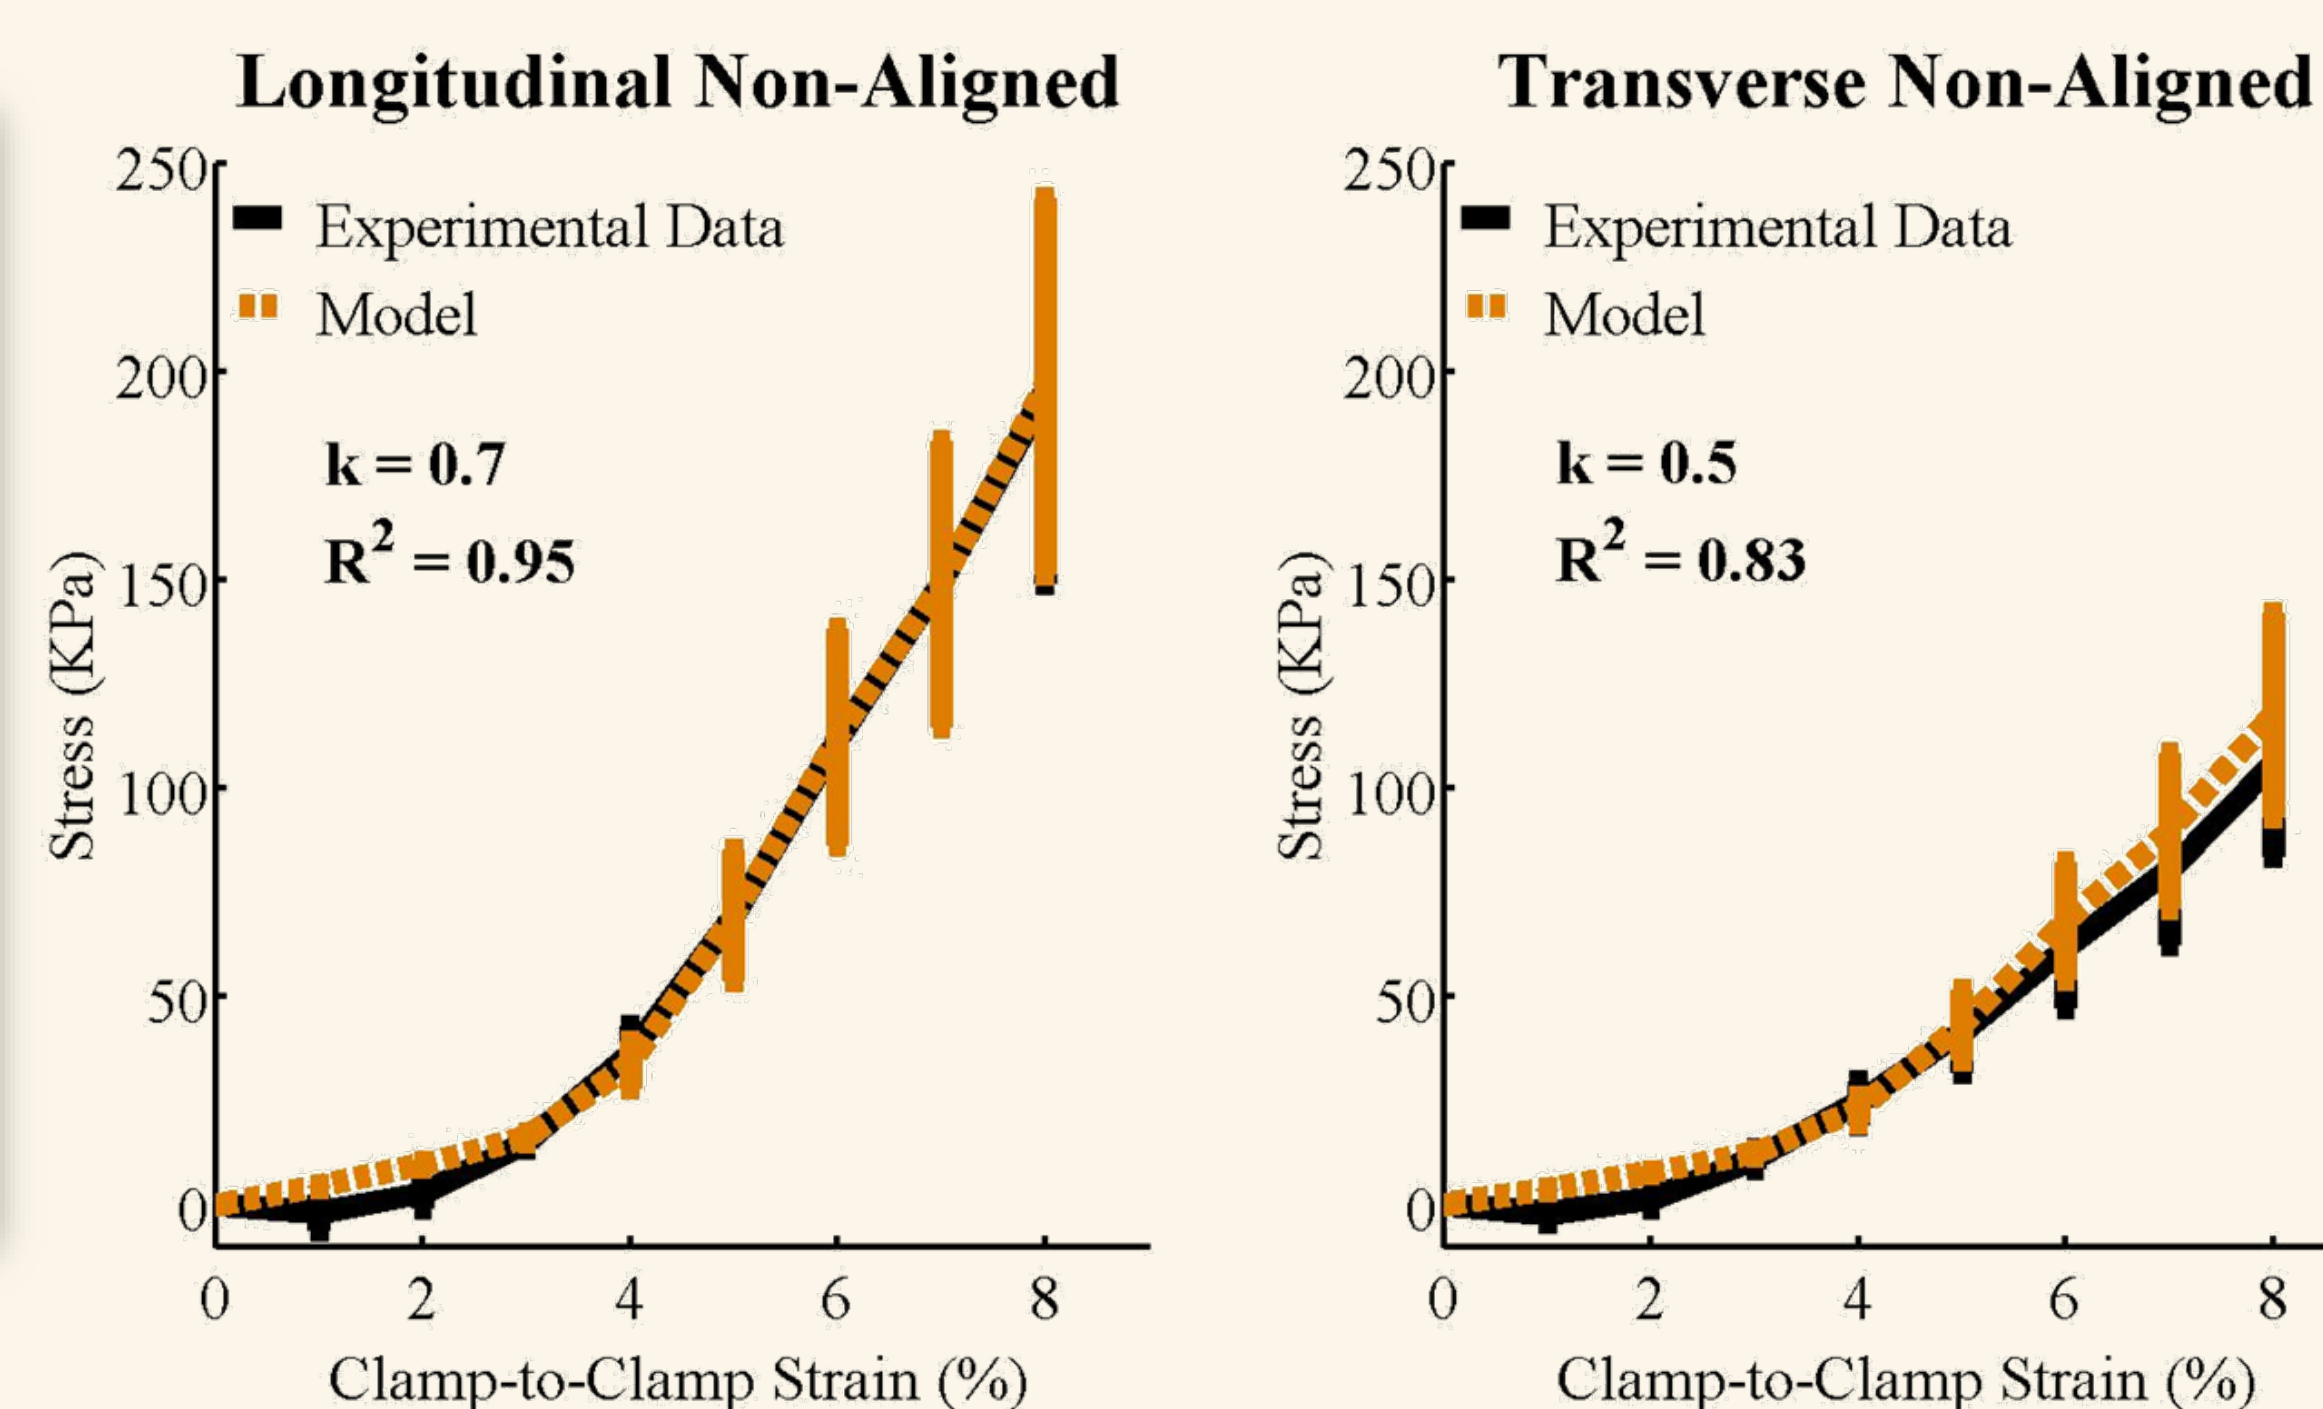 Longitudinal Non-Aligned
250
Experimental Data
Model
200
k = 0.7
R² = 0.95
150
Stress (KPa)
100
50
0
0 2 4 6 8
Clamp-to-Clamp Strain (%)
Transverse Non-Aligned
250
Experimental Data
Model
200
k = 0.5
R² = 0.83
150
Stress (KPa)
100
50
0
0 2 4 6 8
Clamp-to-Clamp Strain (%)